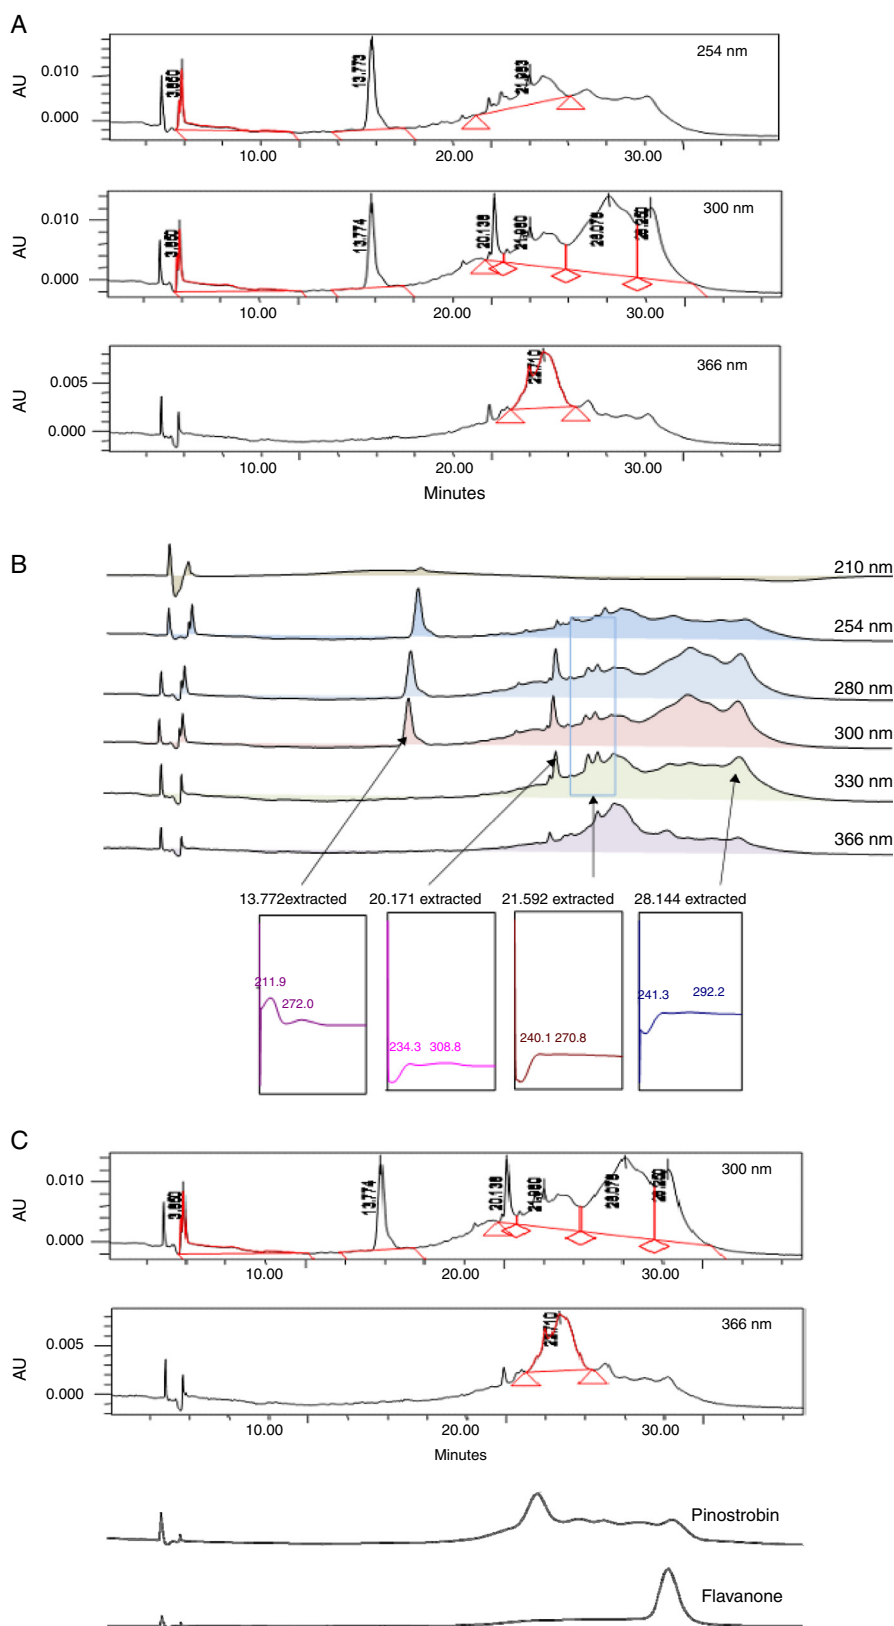 A
254 nm
AU
0.010
0.000
13.773
10.00 20.00 30.00
300 nm
AU
0.010
0.000
13.774
20.138
10.00 20.00 30.00
366 nm
AU
0.005
0.000
10.00 20.00 30.00
Minutes
B
210 nm
254 nm
280 nm
300 nm
330 nm
366 nm
13.772extracted 20.171 extracted 21.592 extracted 28.144 extracted
211.9
272.0
234.3 308.8
240.1 270.8
241.3 292.2
C
300 nm
AU
0.010
0.000
13.774
20.138
10.00 20.00 30.00
366 nm
AU
0.005
0.000
10.00 20.00 30.00
Minutes
Pinostrobin
Flavanone